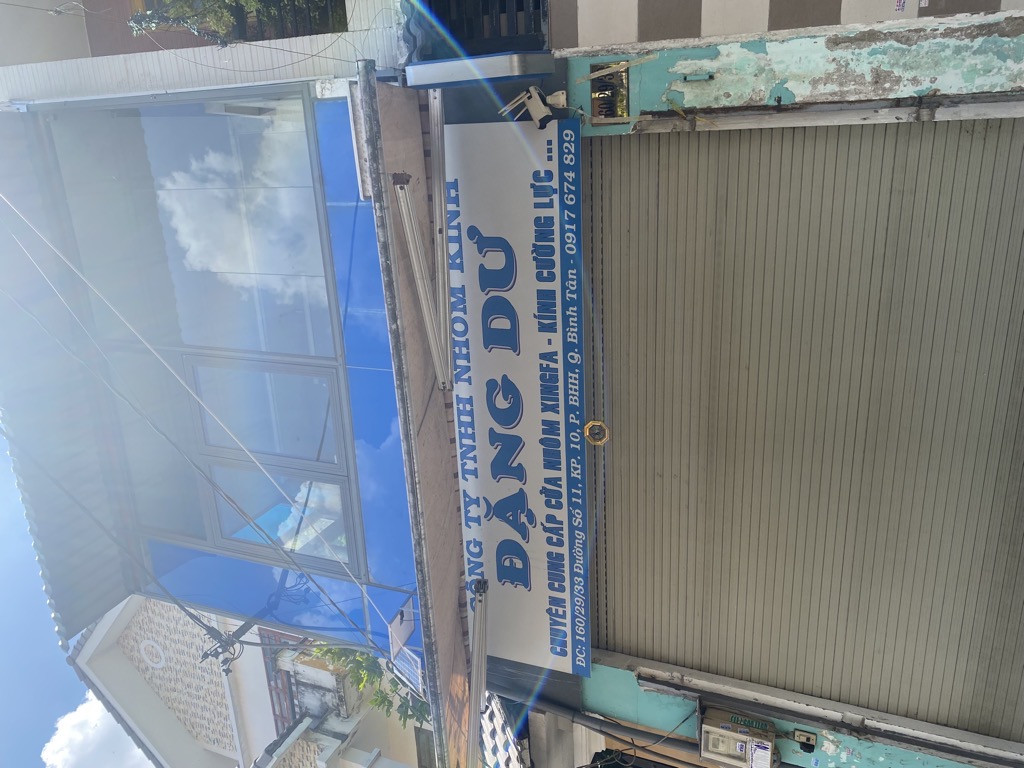 CÔNG TY TNHH NHÔM KÍNH
ĐẶNG DƯ
CHUYÊN CUNG CẤP CỬA NHÔM XINGFA - KÍNH CƯỜNG LỰC ...
ĐC: 160/29/33 Đường Số 11, KP. 10, P. BHH, Q. Bình Tân - 0917 674 829